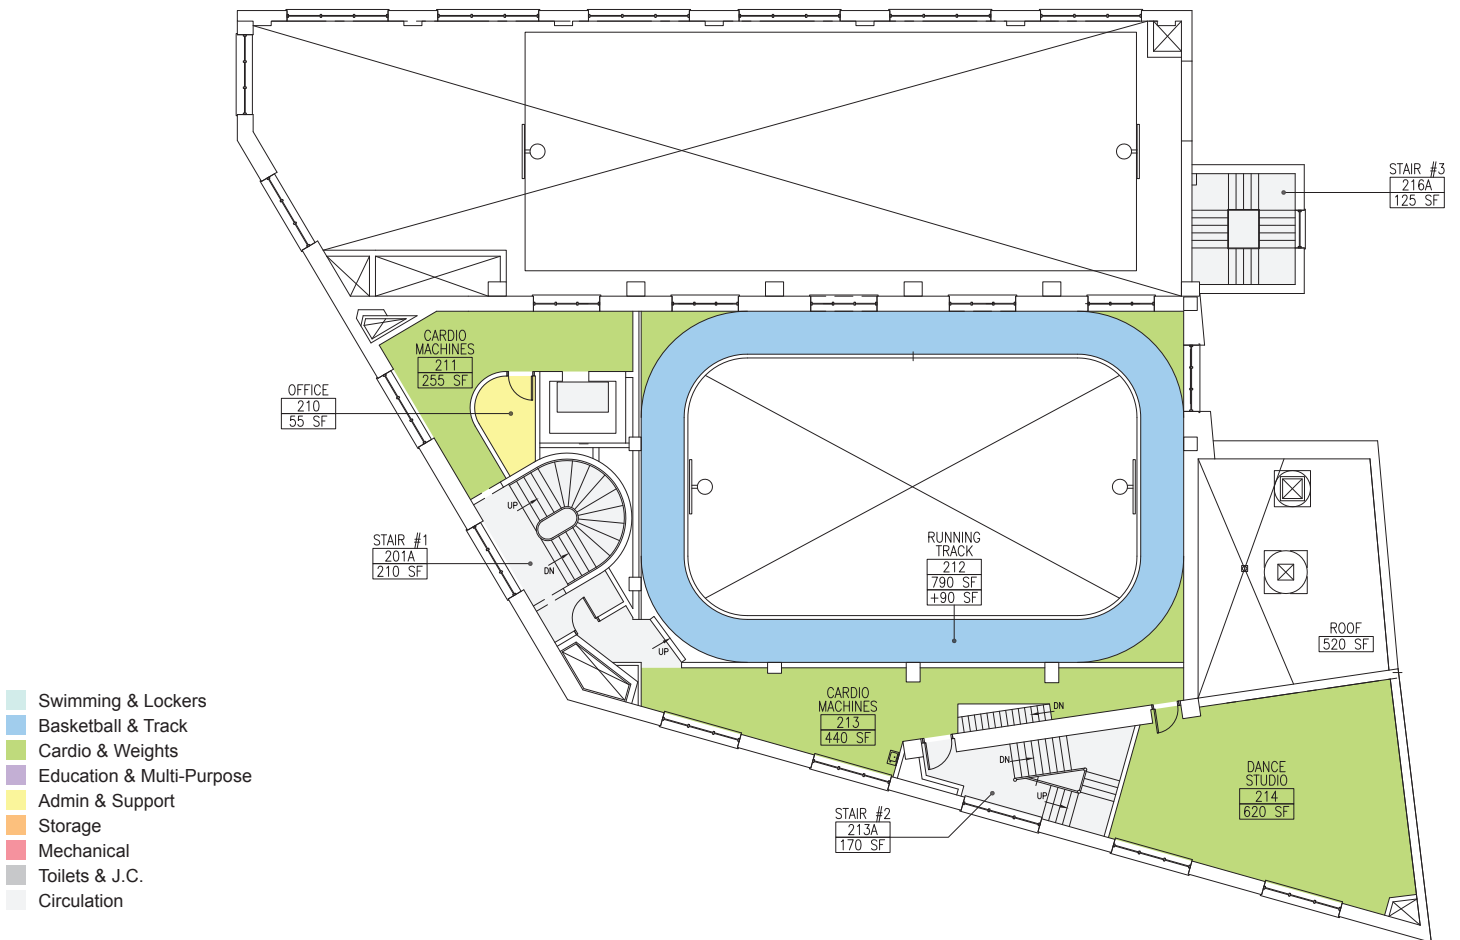 STAIR #3
216A
125 SF
CARDIO
MACHINES
211
255 SF
OFFICE
210
55 SF
UP
DN
STAIR #1
201A
210 SF
UP
RUNNING
TRACK
212
790 SF
+90 SF
ROOF
520 SF
CARDIO
MACHINES
213
440 SF
DN
DN
UP
STAIR #2
213A
170 SF
DANCE
STUDIO
214
620 SF
Swimming & Lockers
Basketball & Track
Cardio & Weights
Education & Multi-Purpose
Admin & Support
Storage
Mechanical
Toilets & J.C.
Circulation